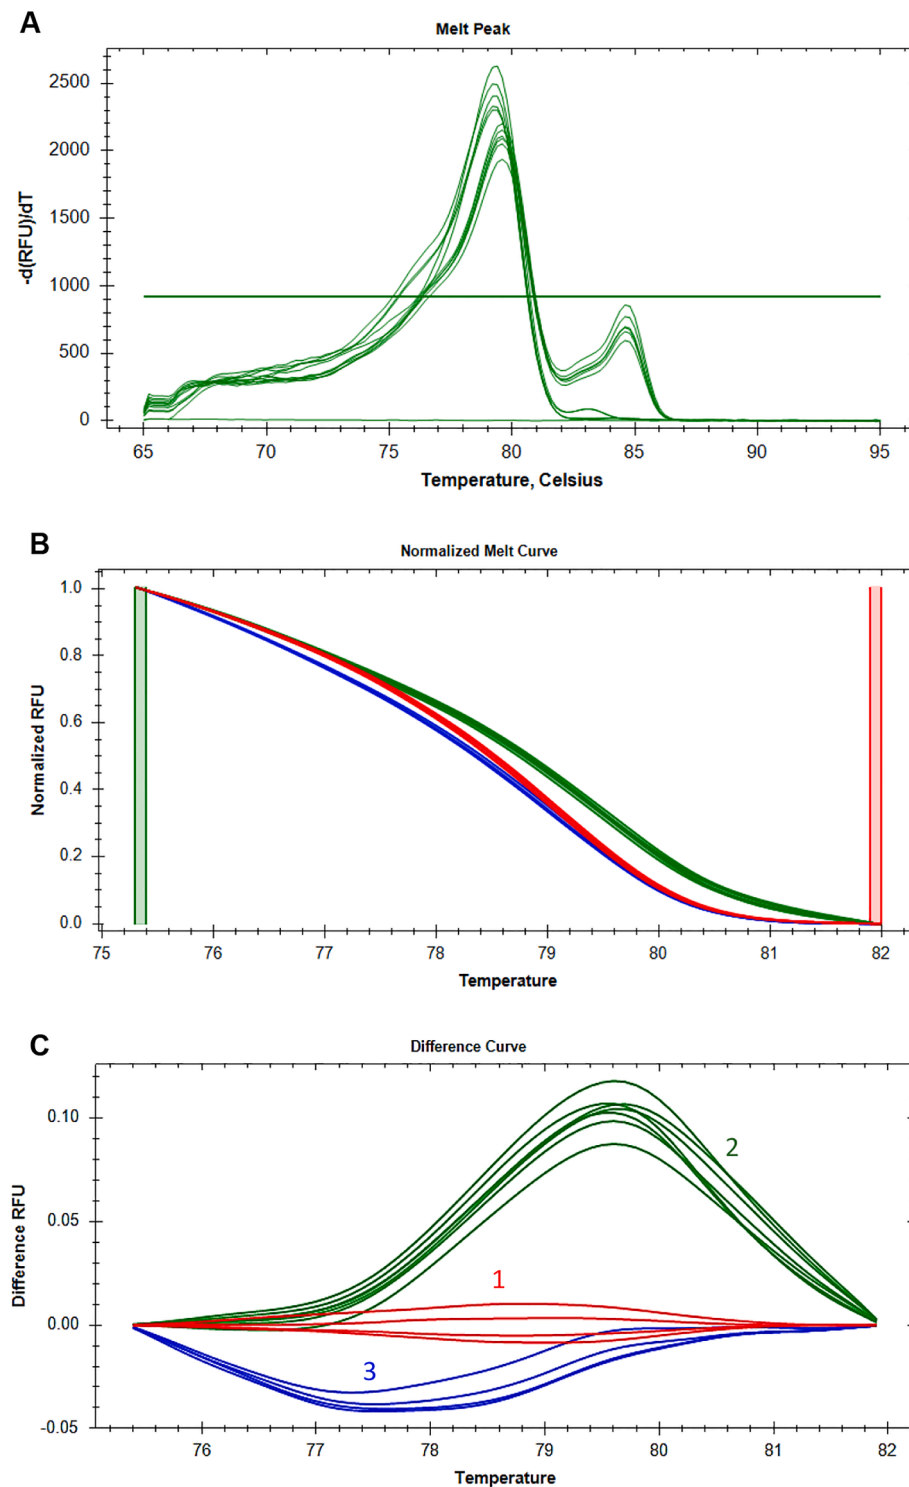 A
Melt Peak
2500
2000
1500
1000
500
0
-d(RFU)/dT
65 70 75 80 85 90 95
Temperature, Celsius
B
Normalized Melt Curve
1.0
0.8
0.6
0.4
0.2
0.0
Normalized RFU
75 76 77 78 79 80 81 82
Temperature
C
Difference Curve
0.10
0.05
0.00
-0.05
Difference RFU
2
1
3
76 77 78 79 80 81 82
Temperature